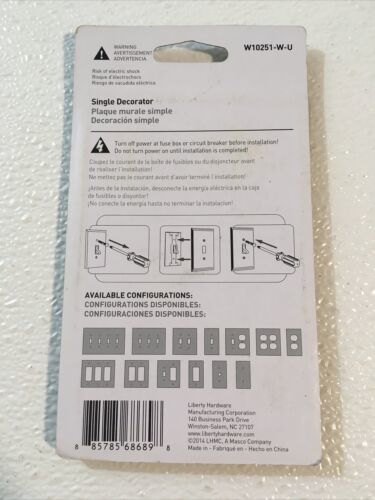 WARNING
AVERTISSEMENT
ADVERTENCIA
W10251-W-U
Risk of electric shock
Risque d'électrochocs
Riesgo de sacudida eléctrica
Single Decorator
Plaque murale simple
Decoración simple
Turn off power at fuse box or circuit breaker before installation!
Do not turn power on until installation is completed!
Coupez le courant de la boîte de fusibles ou du disjoncteur avant
de réaliser l'installation!
Ne mettez pas le courant avant d'avoir terminé l'installation!
¡Antes de la instalación, desconecte la energía eléctrica en la caja
de fusibles o disyuntor!
¡No conecte la energía hasta no terminar la instalacion!
AVAILABLE CONFIGURATIONS:
CONFIGURATIONS DISPONIBLES:
CONFIGURACIONES DISPONIBLES:
Liberty Hardware
Manufacturing Corporation
140 Business Park Drive
Winston-Salem, NC 27107
www.libertyhardware.com
©2014 LHMC, A Masco Company
Made in - Fabriqué en - Hecho en China
8 85785 68689 8